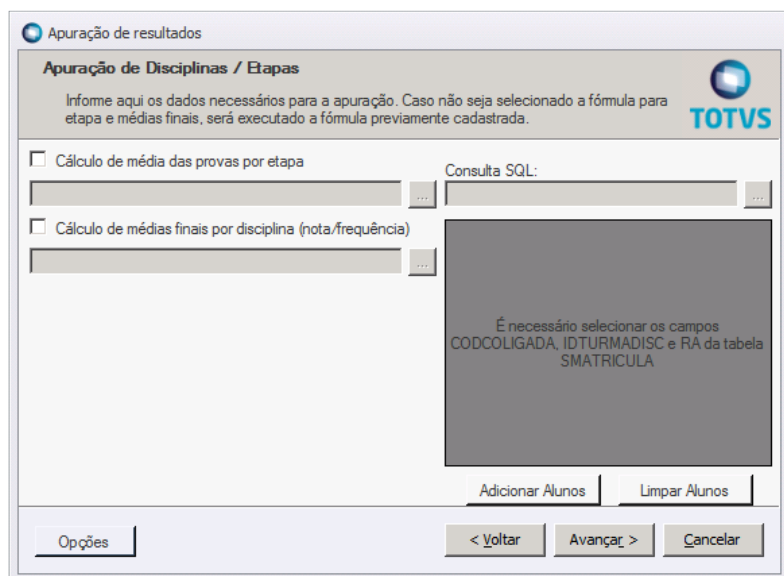 Apuração de resultados
Apuração de Disciplinas / Etapas
Informe aqui os dados necessários para a apuração. Caso não seja selecionado a fórmula para
etapa e médias finais, será executado a fórmula previamente cadastrada.
TOTVS
Cálculo de média das provas por etapa
...
Consulta SQL:
...
Cálculo de médias finais por disciplina (nota/frequência)
...
É necessário selecionar os campos
CODCOLIGADA, IDTURMADISC e RA da tabela
SMATRICULA
Adicionar Alunos
Limpar Alunos
Opções
< Voltar
Avançar >
Cancelar